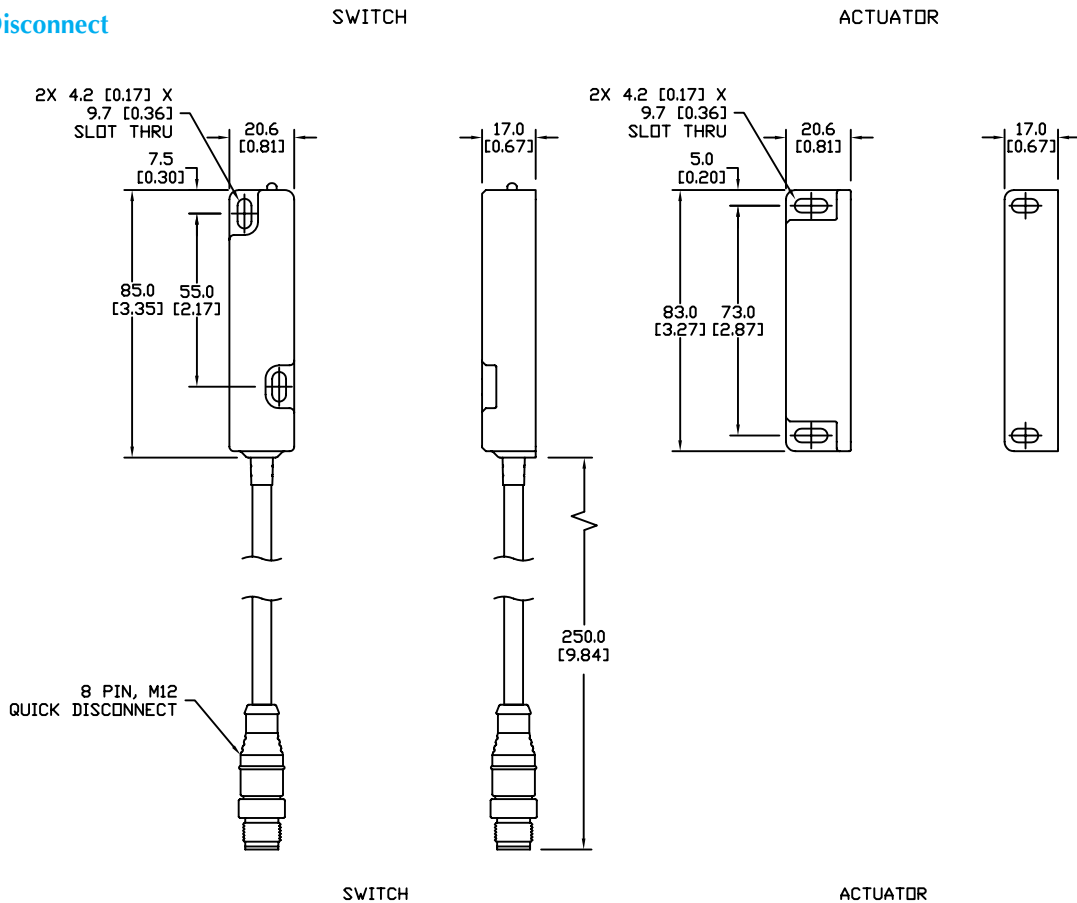 Disconnect
SWITCH
ACTUATOR
2X 4.2 [0.17] X
9.7 [0.36]
SLOT THRU
20.6
[0.81]
7.5
[0.30]
85.0
[3.35]
55.0
[2.17]
17.0
[0.67]
2X 4.2 [0.17] X
9.7 [0.36]
SLOT THRU
20.6
[0.81]
5.0
[0.20]
83.0
[3.27]
73.0
[2.87]
17.0
[0.67]
250.0
[9.84]
8 PIN, M12
QUICK DISCONNECT
SWITCH
ACTUATOR